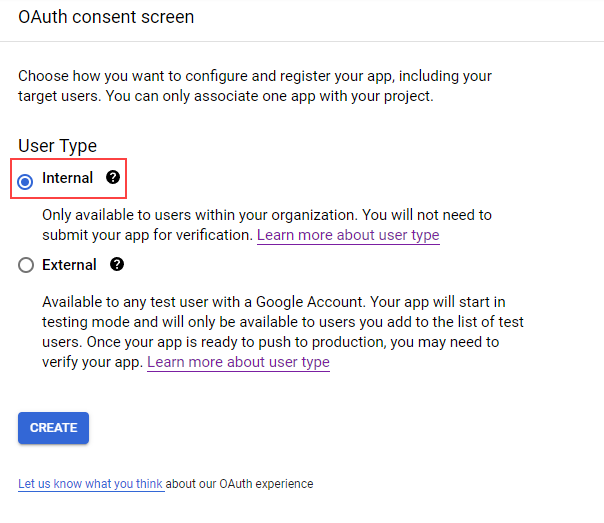 OAuth consent screen
Choose how you want to configure and register your app, including your
target users. You can only associate one app with your project.
User Type
Internal ?
Only available to users within your organization. You will not need to
submit your app for verification. Learn more about user type
External ?
Available to any test user with a Google Account. Your app will start in
testing mode and will only be available to users you add to the list of test
users. Once your app is ready to push to production, you may need to
verify your app. Learn more about user type
CREATE
Let us know what you think about our OAuth experience